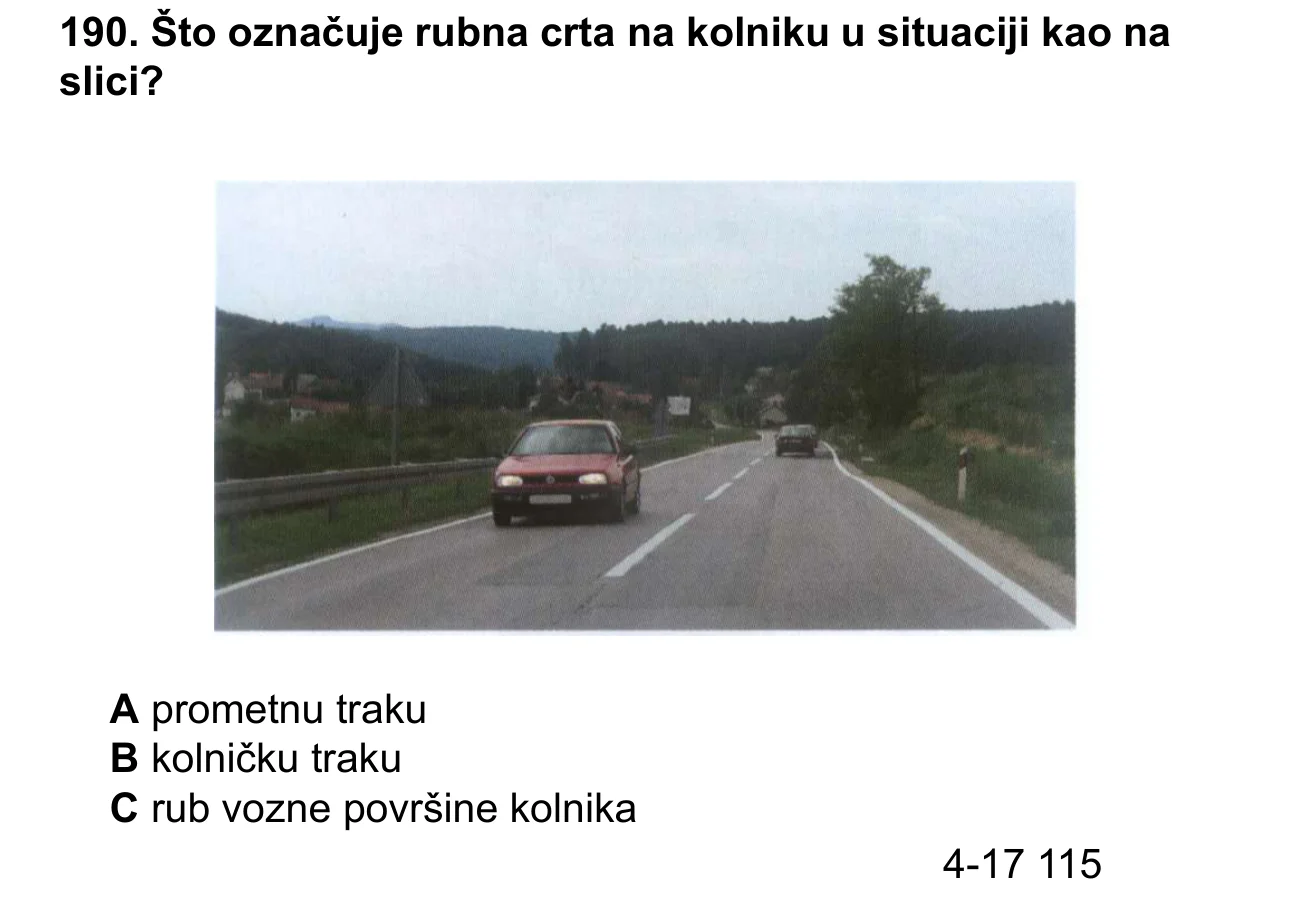 190. Što označuje rubna crta na kolniku u situaciji kao na
slici?
A prometnu traku
B kolničku traku
C rub vozne površine kolnika
4-17 115